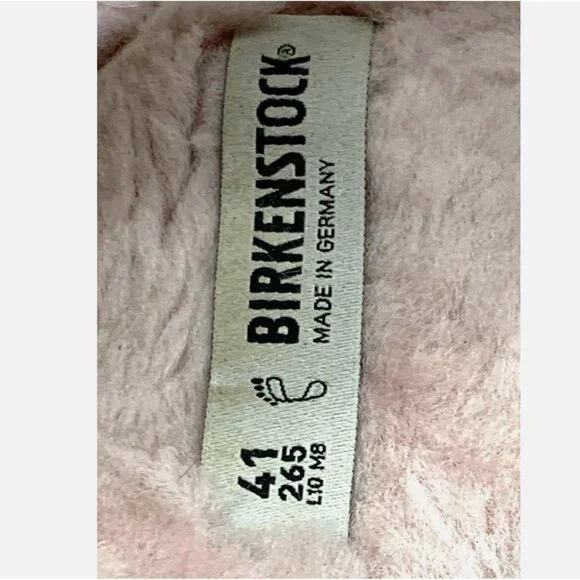 BIRKENSTOCK®
MADE IN GERMANY
41
265
L10 M8